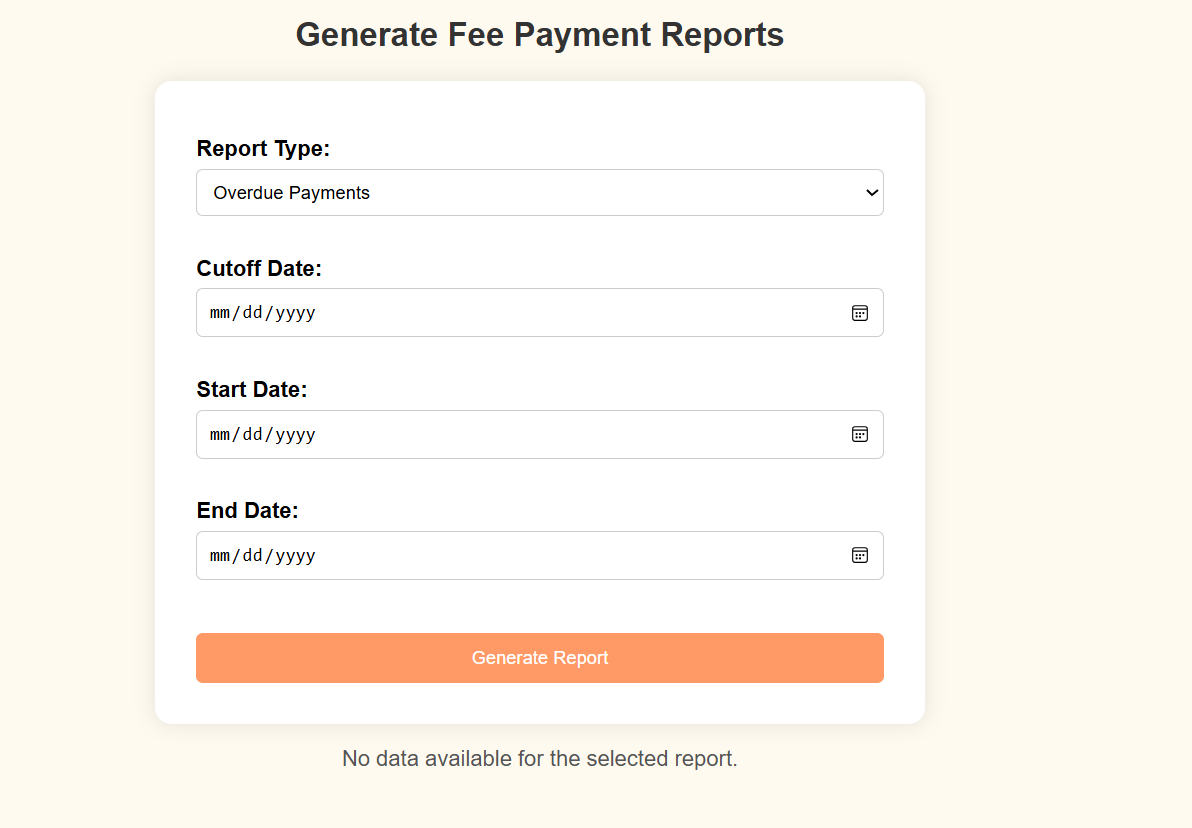 Generate Fee Payment Reports
Report Type:
Overdue Payments
Cutoff Date:
mm/dd/yyyy
Start Date:
mm/dd/yyyy
End Date:
mm/dd/yyyy
Generate Report
No data available for the selected report.